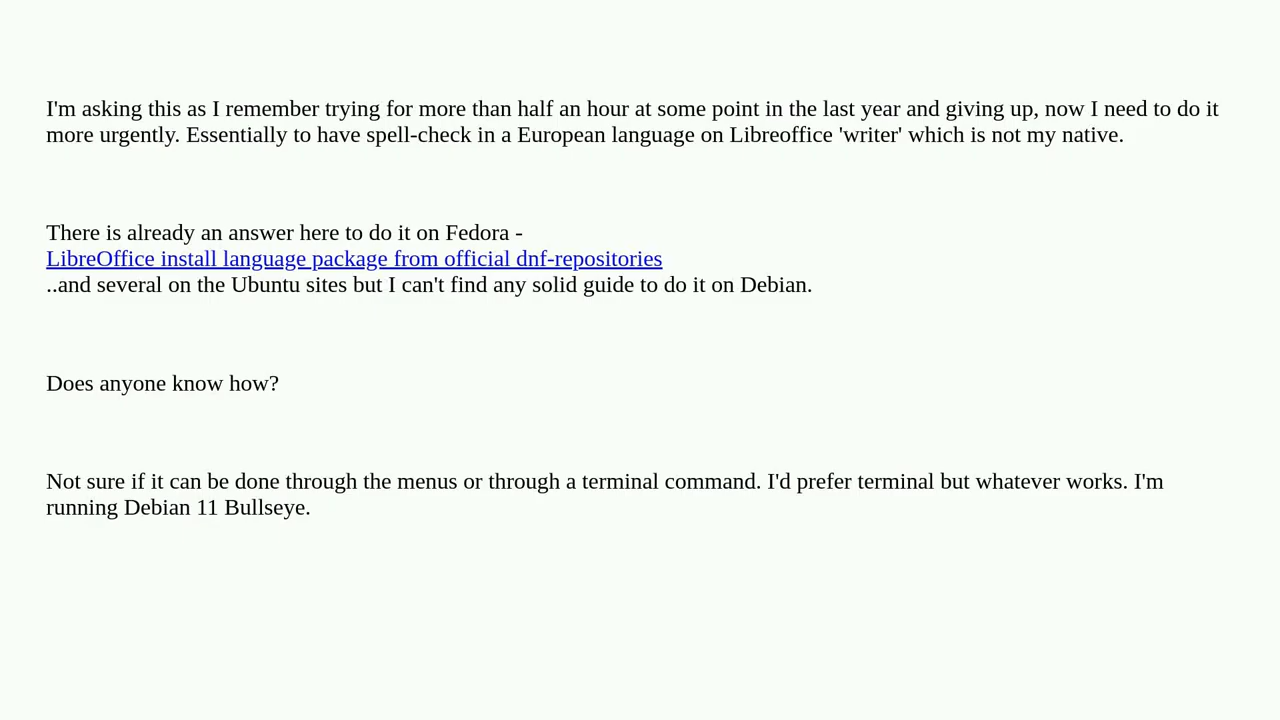 I'm asking this as I remember trying for more than half an hour at some point in the last year and giving up, now I need to do it
more urgently. Essentially to have spell-check in a European language on Libreoffice 'writer' which is not my native.
There is already an answer here to do it on Fedora -
LibreOffice install language package from official dnf-repositories
..and several on the Ubuntu sites but I can't find any solid guide to do it on Debian.
Does anyone know how?
Not sure if it can be done through the menus or through a terminal command. I'd prefer terminal but whatever works. I'm
running Debian 11 Bullseye.